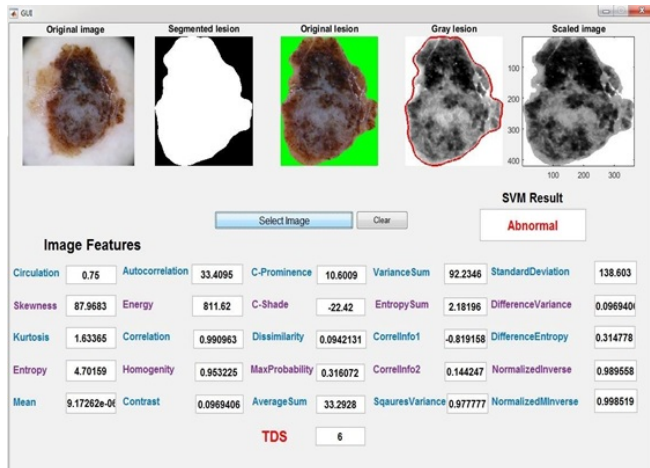 GUI
Original image Segmented lesion Original lesion Gray lesion Scaled image
100
200
300
400
100 200 300
SVM Result
Select Image Clear Abnormal
Image Features
Circulation 0.75 Autocorrelation 33.4095 C-Prominence 10.6009 VarianceSum 92.2346 StandardDeviation 138.603
Skewness 87.9683 Energy 811.62 C-Shade -22.42 EntropySum 2.18196 DifferenceVariance 0.0969406
Kurtosis 1.63365 Correlation 0.990963 Dissimilarity 0.0942131 CorrelInfo1 -0.819158 DifferenceEntropy 0.314778
Entropy 4.70159 Homogenity 0.953225 MaxProbability 0.316072 CorrelInfo2 0.144247 NormalizedInverse 0.989558
Mean 9.17262e-06 Contrast 0.0969406 AverageSum 33.2928 SqauresVariance 0.977777 NormalizedMInverse 0.998519
TDS 6